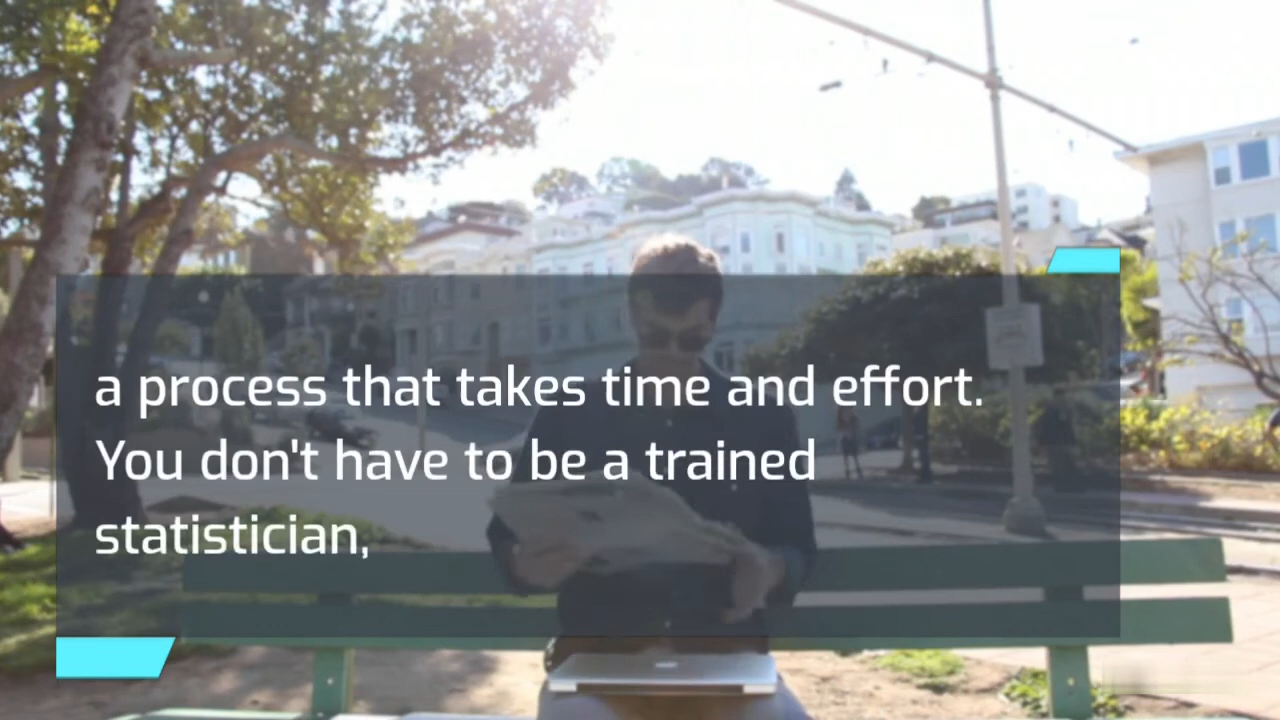 a process that takes time and effort.
You don't have to be a trained
statistician,